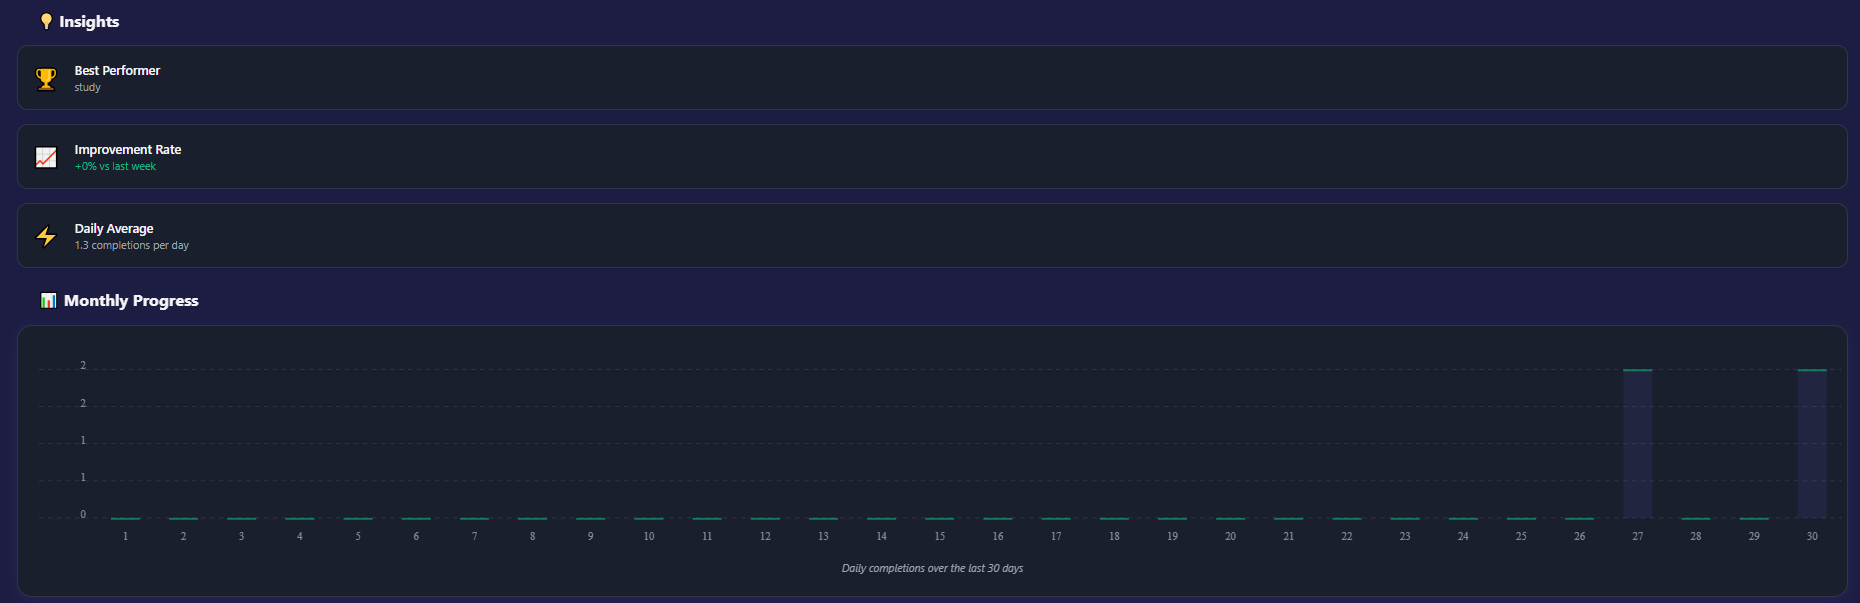 Insights
Best Performer
study
Improvement Rate
+0% vs last week
Daily Average
1.3 completions per day
Monthly Progress
2
2
1
1
0
1 2 3 4 5 6 7 8 9 10 11 12 13 14 15 16 17 18 19 20 21 22 23 24 25 26 27 28 29 30
Daily completions over the last 30 days